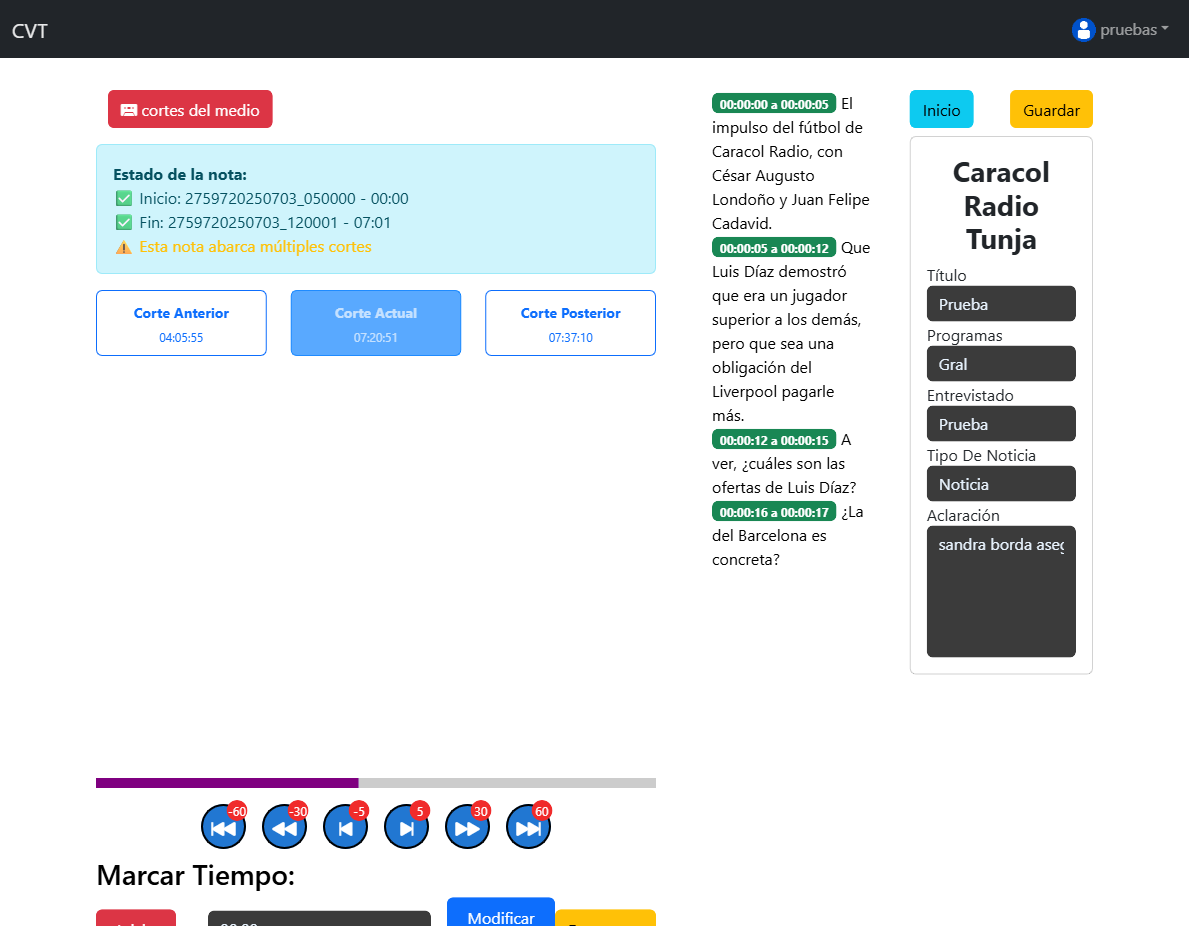 CVT
pruebas
cortes del medio
Estado de la nota:
✅ Inicio: 2759720250703_050000 - 00:00
✅ Fin: 2759720250703_120001 - 07:01
⚠ Esta nota abarca múltiples cortes
Corte Anterior
04:05:55
Corte Actual
07:20:51
Corte Posterior
07:37:10
-60
-30
-5
5
30
60
Marcar Tiempo:
Modificar
00:00:00 a 00:00:05 El
impulso del fútbol de
Caracol Radio, con
César Augusto
Londoño y Juan Felipe
Cadavid.
00:00:05 a 00:00:12 Que
Luis Díaz demostró
que era un jugador
superior a los demás,
pero que sea una
obligación del
Liverpool pagarle
más.
00:00:12 a 00:00:15 A
ver, ¿cuáles son las
ofertas de Luis Díaz?
00:00:16 a 00:00:17 ¿La
del Barcelona es
concreta?
Inicio
Guardar
Caracol
Radio
Tunja
Título
Prueba
Programas
Gral
Entrevistado
Prueba
Tipo De Noticia
Noticia
Aclaración
sandra borda